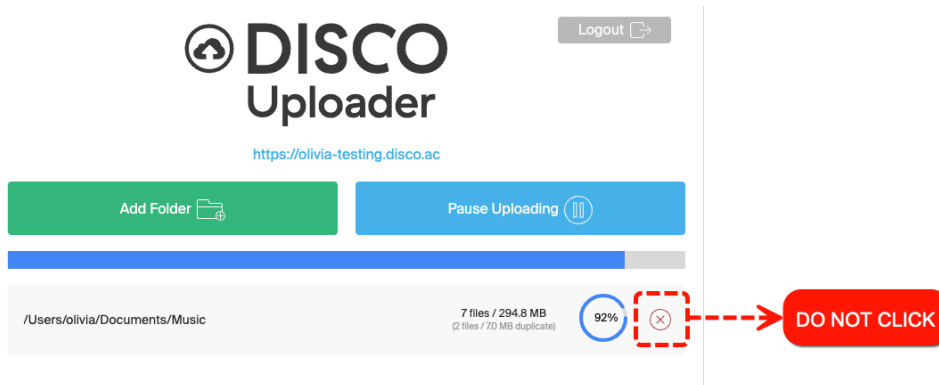 DISCO
Uploader
Logout
https://olivia-testing.disco.ac
Add Folder
Pause Uploading
/Users/olivia/Documents/Music
7 files / 294.8 MB
(2 files / 7.0 MB duplicate)
92%
DO NOT CLICK